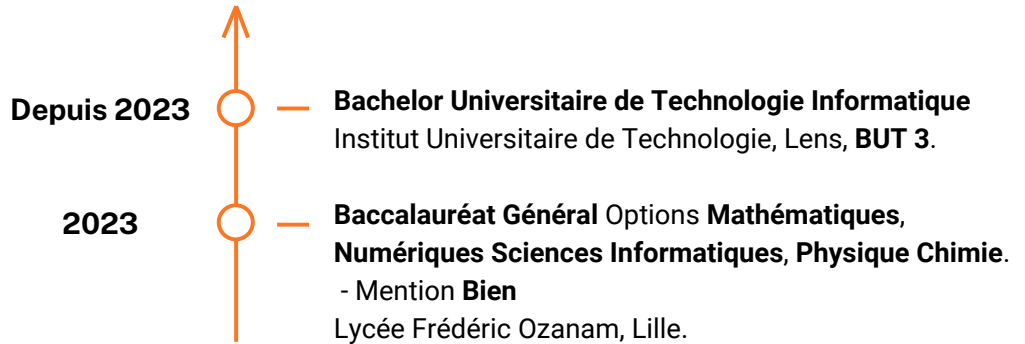 Depuis 2023
Bachelor Universitaire de Technologie Informatique
Institut Universitaire de Technologie, Lens, BUT 3.
2023
Baccalauréat Général Options Mathématiques,
Numériques Sciences Informatiques, Physique Chimie.
- Mention Bien
Lycée Frédéric Ozanam, Lille.